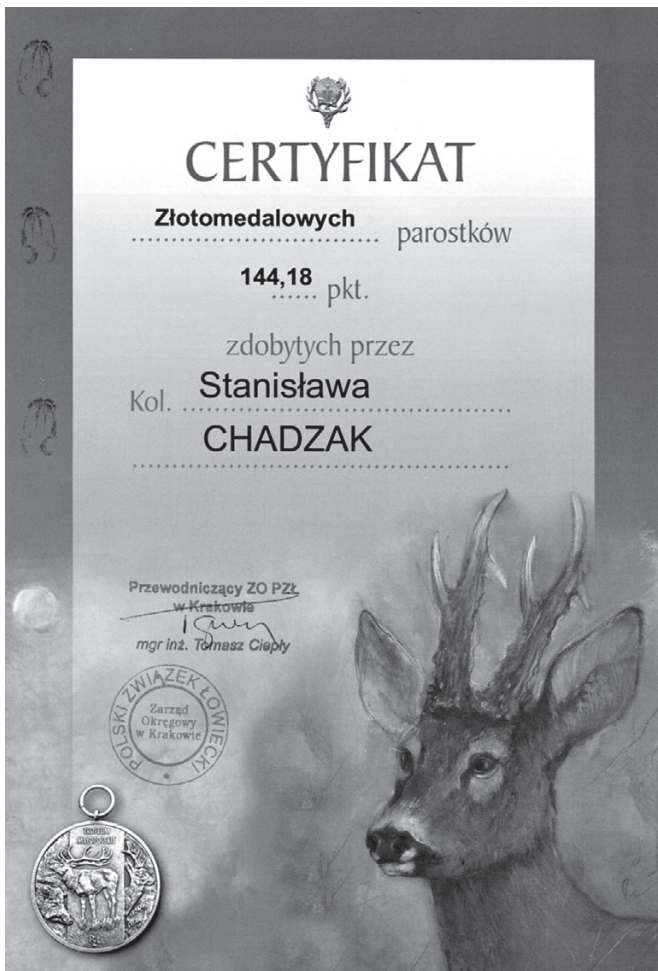 CERTYFIKAT
Złotomedalowych parostków
144,18 pkt.
zdobytych przez
Kol. Stanisława
CHADZAK
Przewodniczący ZO PZŁ
w Krakowie
mgr inż. Tomasz Ciepły
POLSKI ZWIĄZEK ŁOWIECKI
Zarząd
Okręgowy
w Krakowie